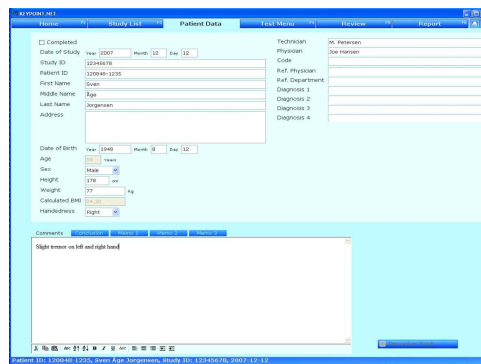 KEYPOINT.NET
Home F1 Study List F2 Patient Data Test Menu F4 Review F5 Report F6
Completed
Date of Study Year 2007 Month 12 Day 12
Study ID 12345678
Patient ID 120848-1235
First Name Sven
Middle Name Åge
Last Name Jorgensen
Address
Date of Birth Year 1948 Month 8 Day 12
Age Years
Sex Male
Height 178 cm
Weight 77 Kg
Calculated BMI
Handedness Right
Technician M. Petersen
Physician Joe Hansen
Code
Ref. Physician
Ref. Department
Diagnosis 1
Diagnosis 2
Diagnosis 3
Diagnosis 4
Comments Conclusion Memo 1 Memo 2 Memo 3
Slight tremor on left and right hand
Patient ID: 120848-1235, Sven Åge Jorgensen, Study ID: 12345678, 2007-12-12